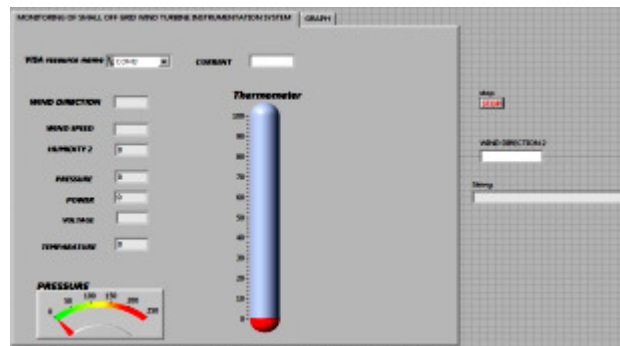 MONITORING OF SMALL OFF GRID WIND TURBINE INSTRUMENTATION SYSTEM
GRAPH
VISA resource name
CURRENT
WIND DIRECTION
WIND SPEED
HUMIDITY 2
0
PRESSURE
0
POWER
0
VOLTAGE
TEMPERATURE
0
Thermometer
100
90
80
70
60
50
40
30
20
10
0
PRESSURE
0
50
100
150
200
250
stop
STOP
WIND DIRECTION 2
String